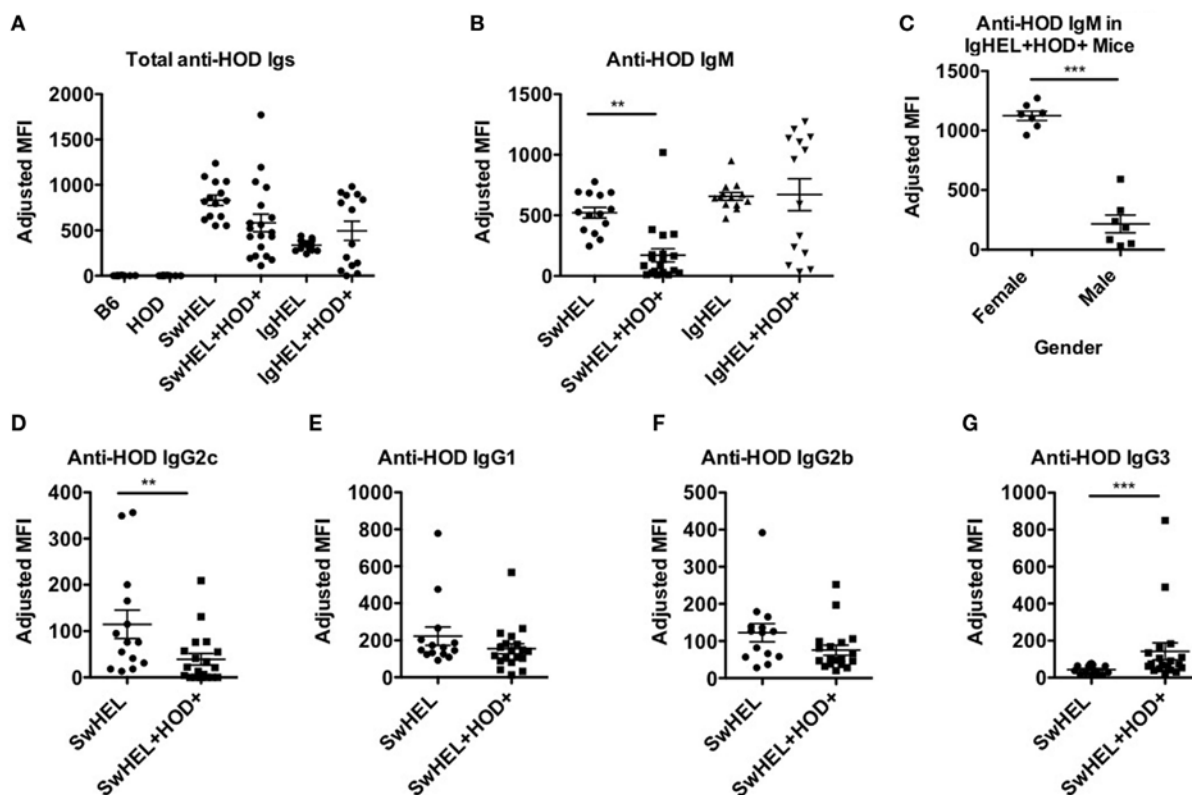 A
Total anti-HOD Igs
Adjusted MFI
2000
1500
1000
500
0
B6
HOD
SwHEL
SwHEL+HOD+
IgHEL
IgHEL+HOD+
B
Anti-HOD IgM
Adjusted MFI
1500
1000
500
0
**
SwHEL
SwHEL+HOD+
IgHEL
IgHEL+HOD+
C
Anti-HOD IgM in
IgHEL+HOD+ Mice
Adjusted MFI
1500
1000
500
0
***
Female
Male
Gender
D
Anti-HOD IgG2c
Adjusted MFI
400
300
200
100
0
**
SwHEL
SwHEL+HOD+
E
Anti-HOD IgG1
Adjusted MFI
1000
800
600
400
200
0
SwHEL
SwHEL+HOD+
F
Anti-HOD IgG2b
Adjusted MFI
500
400
300
200
100
0
SwHEL
SwHEL+HOD+
G
Anti-HOD IgG3
Adjusted MFI
1000
800
600
400
200
0
***
SwHEL
SwHEL+HOD+